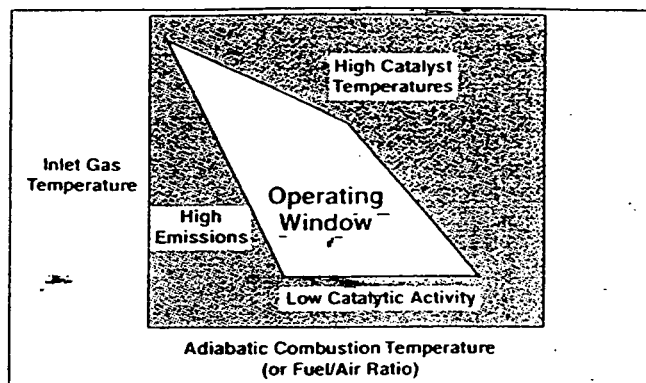 High Catalyst
Temperatures
Inlet Gas
Temperature
Operating
Window
High
Emissions
Low Catalytic Activity
Adiabatic Combustion Temperature
(or Fuel/Air Ratio)